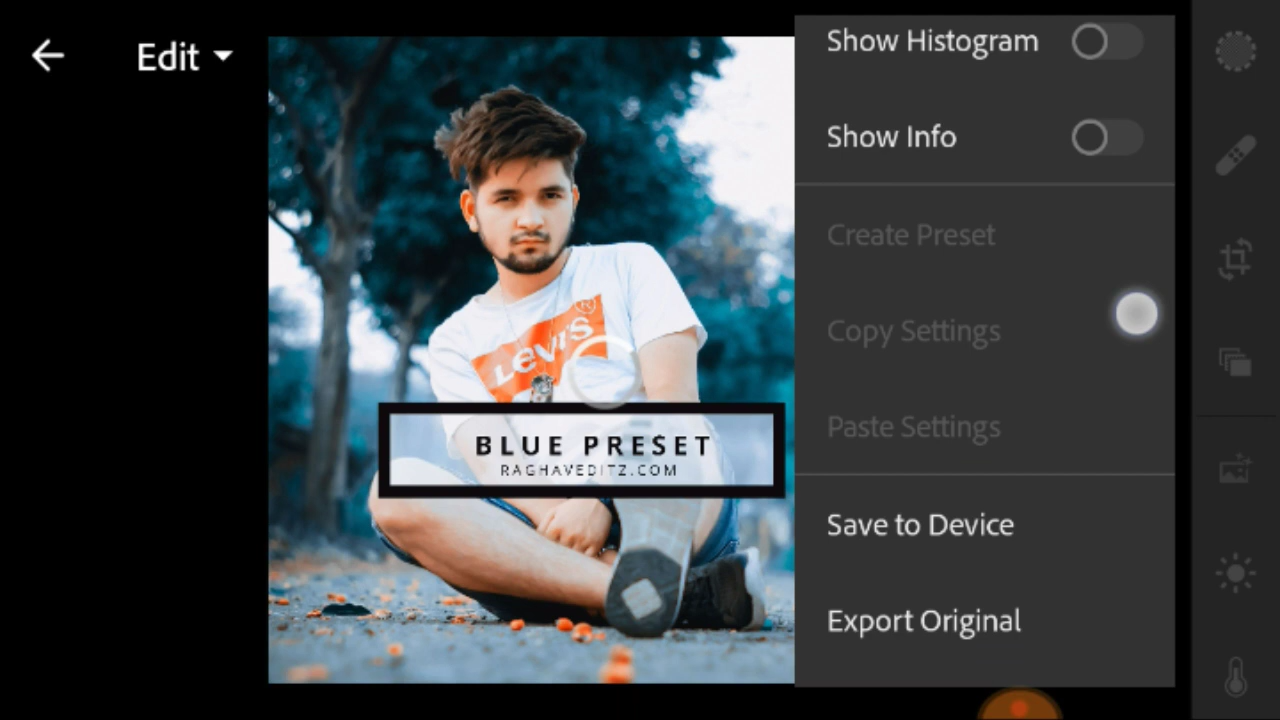 Edit
Show Histogram
Show Info
Create Preset
Copy Settings
Paste Settings
Save to Device
Export Original
Levi's
®
BLUE PRESET
RAGHAVEDITZ.COM